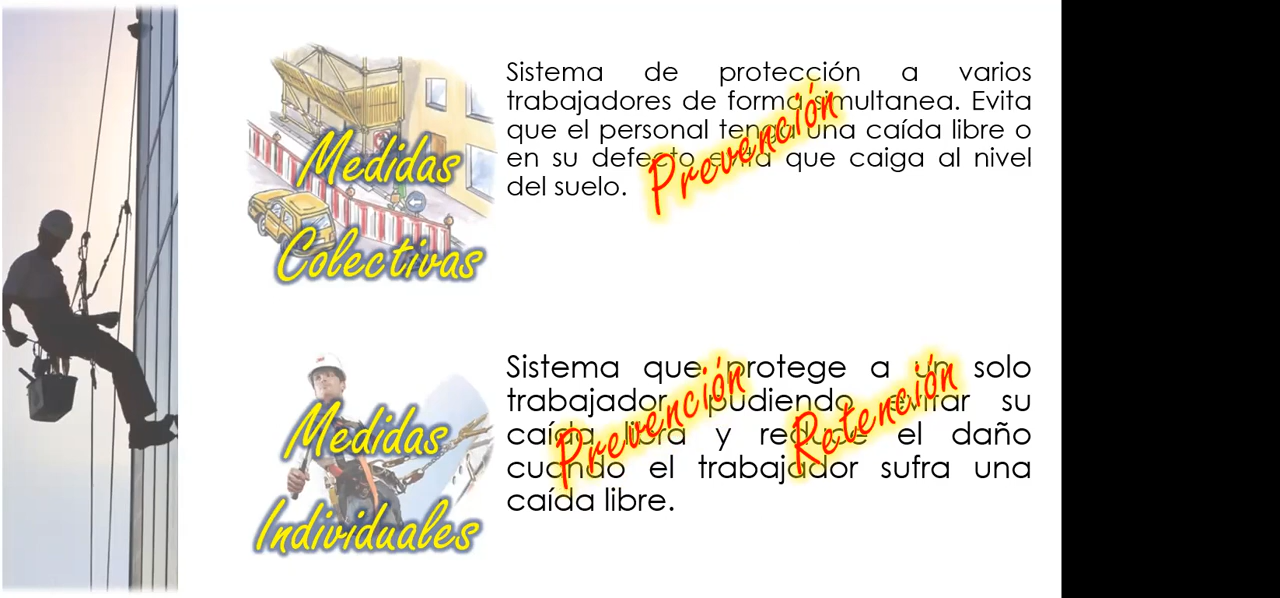 Medidas
Colectivas
Sistema de protección a varios
trabajadores de forma simultanea. Evita
que el personal tenga una caída libre o
en su defecto evita que caiga al nivel
del suelo.
Prevención
Medidas
Individuales
Sistema que protege a un solo
trabajador, pudiendo evitar su
caída libra y reduce el daño
cuando el trabajador sufra una
caída libre.
Prevención
Retención